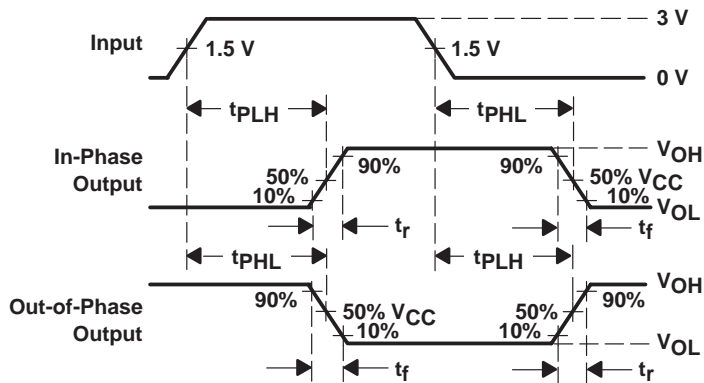 3 V
Input
1.5 V
1.5 V
0 V
tPLH
tPHL
In-Phase
Output
VOH
90%
90%
50%
50% VCC
10%
10%
VOL
tr
tf
tPHL
tPLH
Out-of-Phase
Output
VOH
90%
90%
50% VCC
50%
10%
10%
VOL
tf
tr